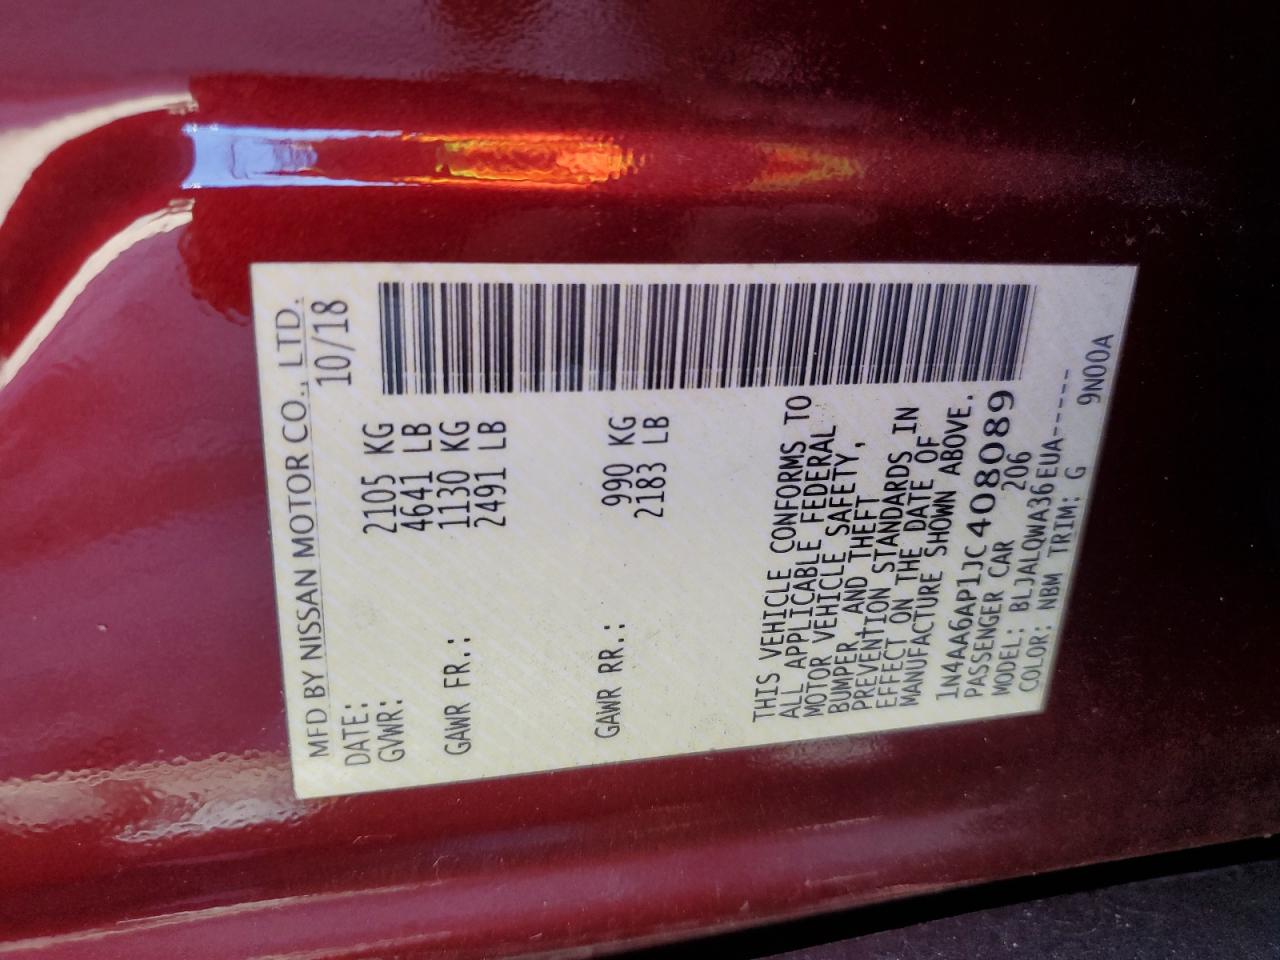 MFD BY NISSAN MOTOR CO., LTD.
DATE: 10/18
GVWR: 2105 KG
4641 LB
GAWR FR.: 1130 KG
2491 LB
GAWR RR.: 990 KG
2183 LB
THIS VEHICLE CONFORMS TO
ALL APPLICABLE FEDERAL
MOTOR VEHICLE SAFETY,
BUMPER, AND THEFT
PREVENTION STANDARDS IN
EFFECT ON THE DATE OF
MANUFACTURE SHOWN ABOVE.
1N4AA6AP1JC408089
PASSENGER CAR 206
MODEL: BLJALQWA36EUA-----
COLOR: NBM TRIM: G 9N00A